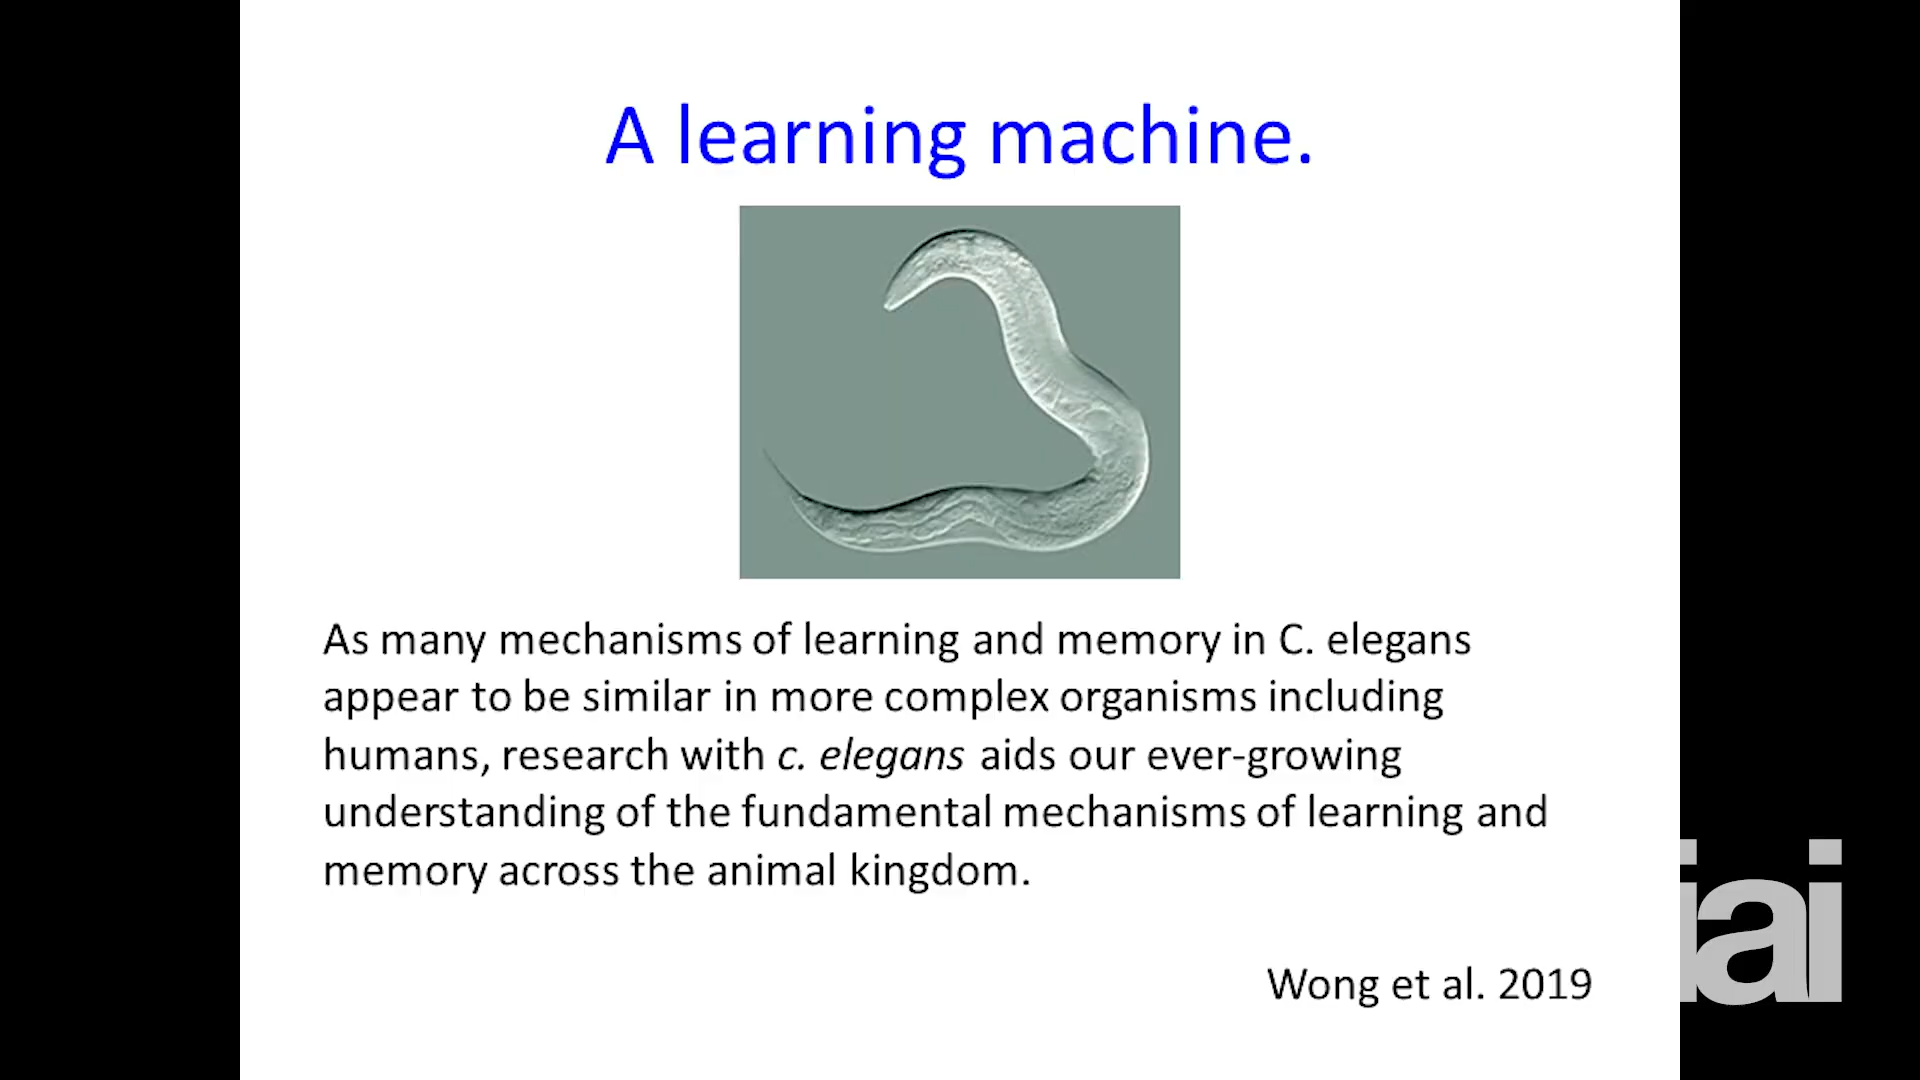 A learning machine.
As many mechanisms of learning and memory in C. elegans
appear to be similar in more complex organisms including
humans, research with c. elegans aids our ever-growing
understanding of the fundamental mechanisms of learning and
memory across the animal kingdom.
Wong et al. 2019
iai